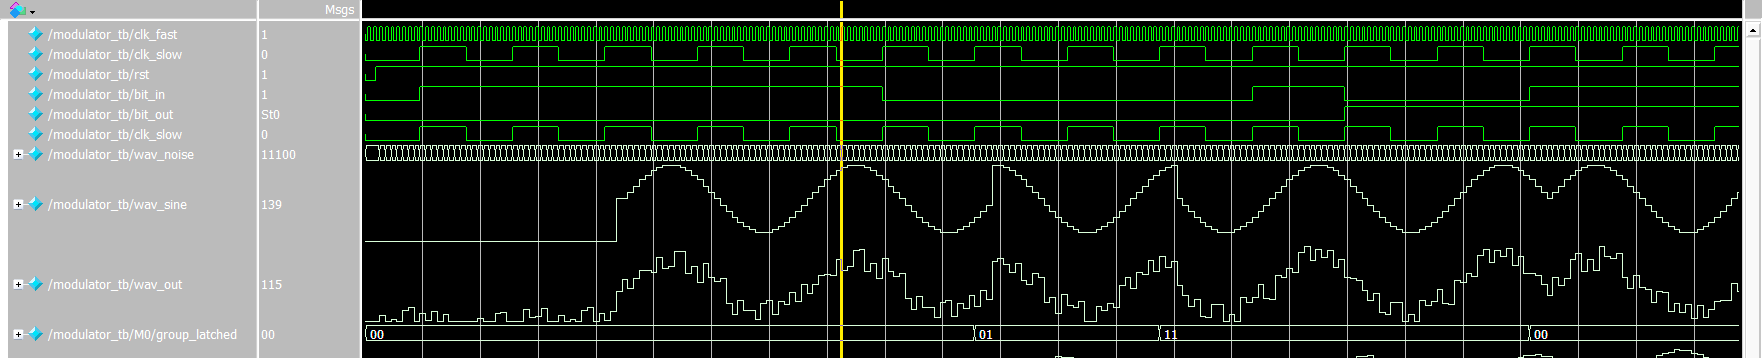 Msgs
/modulator_tb/clk_fast 1
/modulator_tb/clk_slow 0
/modulator_tb/rst 1
/modulator_tb/bit_in 1
/modulator_tb/bit_out St0
/modulator_tb/clk_slow 0
/modulator_tb/wav_noise 11100
/modulator_tb/wav_sine 139
/modulator_tb/wav_out 115
/modulator_tb/M0/group_latched 00 00 01 11 00